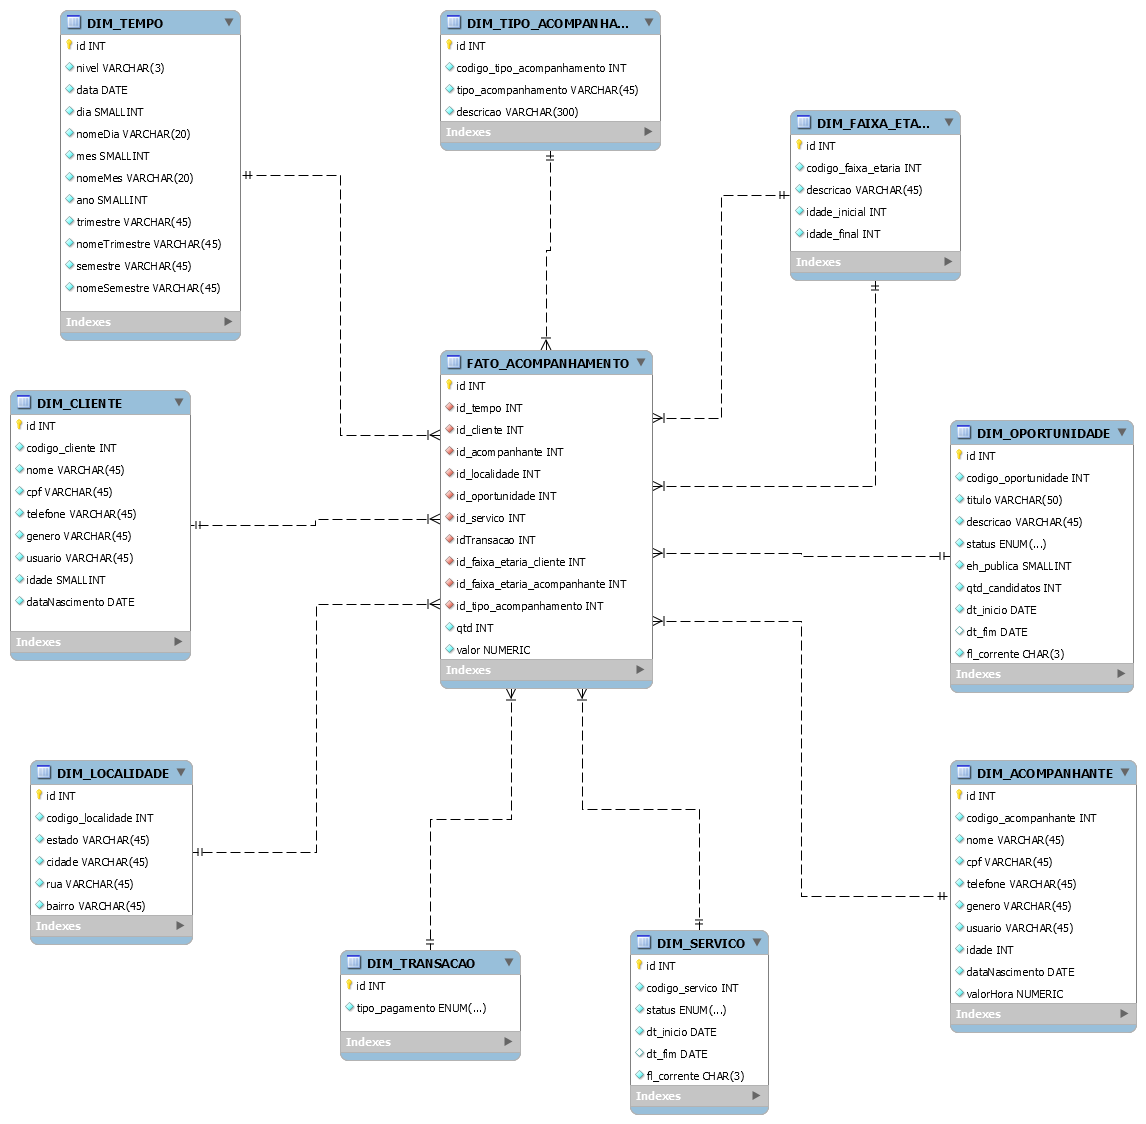 DIM_TEMPO
id INT
nivel VARCHAR(3)
data DATE
dia SMALLINT
nomeDia VARCHAR(20)
mes SMALLINT
nomeMes VARCHAR(20)
ano SMALLINT
trimestre VARCHAR(45)
nomeTrimestre VARCHAR(45)
semestre VARCHAR(45)
nomeSemestre VARCHAR(45)
Indexes
DIM_TIPO_ACOMPANHA...
id INT
codigo_tipo_acompanhamento INT
tipo_acompanhamento VARCHAR(45)
descricao VARCHAR(300)
Indexes
DIM_FAIXA_ETA...
id INT
codigo_faixa_etaria INT
descricao VARCHAR(45)
idade_inicial INT
idade_final INT
Indexes
FATO_ACOMPANHAMENTO
id INT
id_tempo INT
id_cliente INT
id_acompanhante INT
id_localidade INT
id_oportunidade INT
id_servico INT
idTransacao INT
id_faixa_etaria_cliente INT
id_faixa_etaria_acompanhante INT
id_tipo_acompanhamento INT
qtd INT
valor NUMERIC
Indexes
DIM_CLIENTE
id INT
codigo_cliente INT
nome VARCHAR(45)
cpf VARCHAR(45)
telefone VARCHAR(45)
genero VARCHAR(45)
usuario VARCHAR(45)
idade SMALLINT
dataNascimento DATE
Indexes
DIM_OPORTUNIDADE
id INT
codigo_oportunidade INT
titulo VARCHAR(50)
descricao VARCHAR(45)
status ENUM(...)
eh_publica SMALLINT
qtd_candidatos INT
dt_inicio DATE
dt_fim DATE
fl_corrente CHAR(3)
Indexes
DIM_LOCALIDADE
id INT
codigo_localidade INT
estado VARCHAR(45)
cidade VARCHAR(45)
rua VARCHAR(45)
bairro VARCHAR(45)
Indexes
DIM_ACOMPANHANTE
id INT
codigo_acompanhante INT
nome VARCHAR(45)
cpf VARCHAR(45)
telefone VARCHAR(45)
genero VARCHAR(45)
usuario VARCHAR(45)
idade INT
dataNascimento DATE
valorHora NUMERIC
Indexes
DIM_TRANSACAO
id INT
tipo_pagamento ENUM(...)
Indexes
DIM_SERVICO
id INT
codigo_servico INT
status ENUM(...)
dt_inicio DATE
dt_fim DATE
fl_corrente CHAR(3)
Indexes